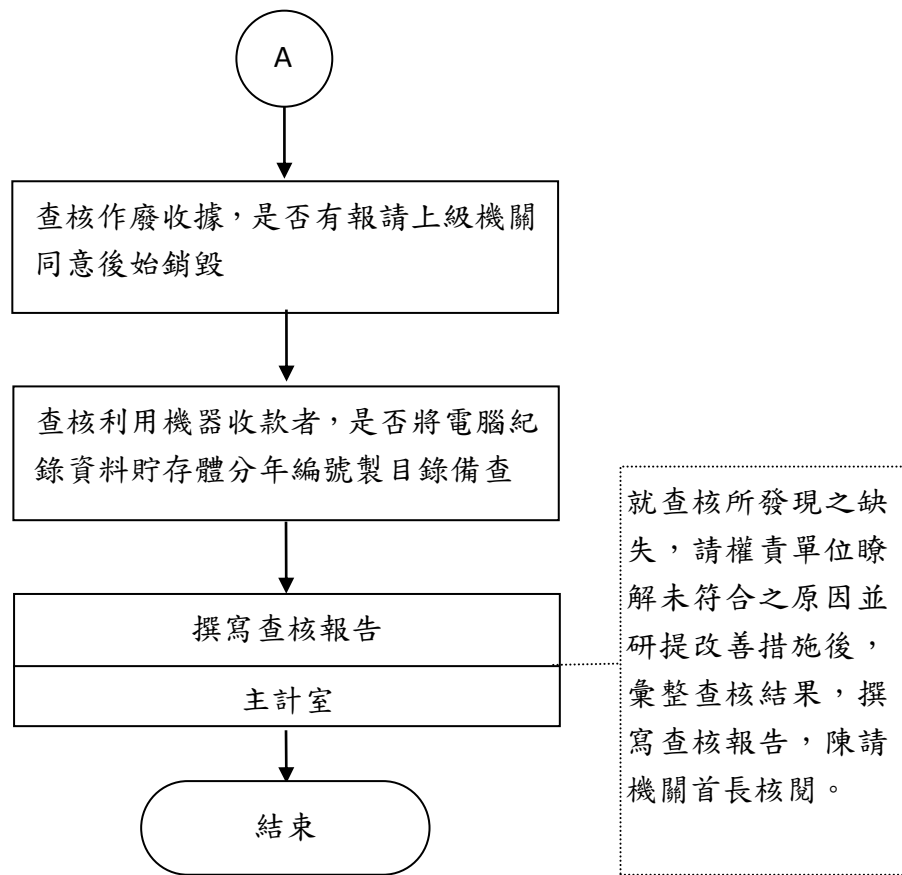 A
查核作廢收據，是否有報請上級機關
同意後始銷毀
查核利用機器收款者，是否將電腦紀
錄資料貯存體分年編號製目錄備查
撰寫查核報告
主計室
就查核所發現之缺
失，請權責單位瞭
解未符合之原因並
研提改善措施後，
彙整查核結果，撰
寫查核報告，陳請
機關首長核閱。
結束